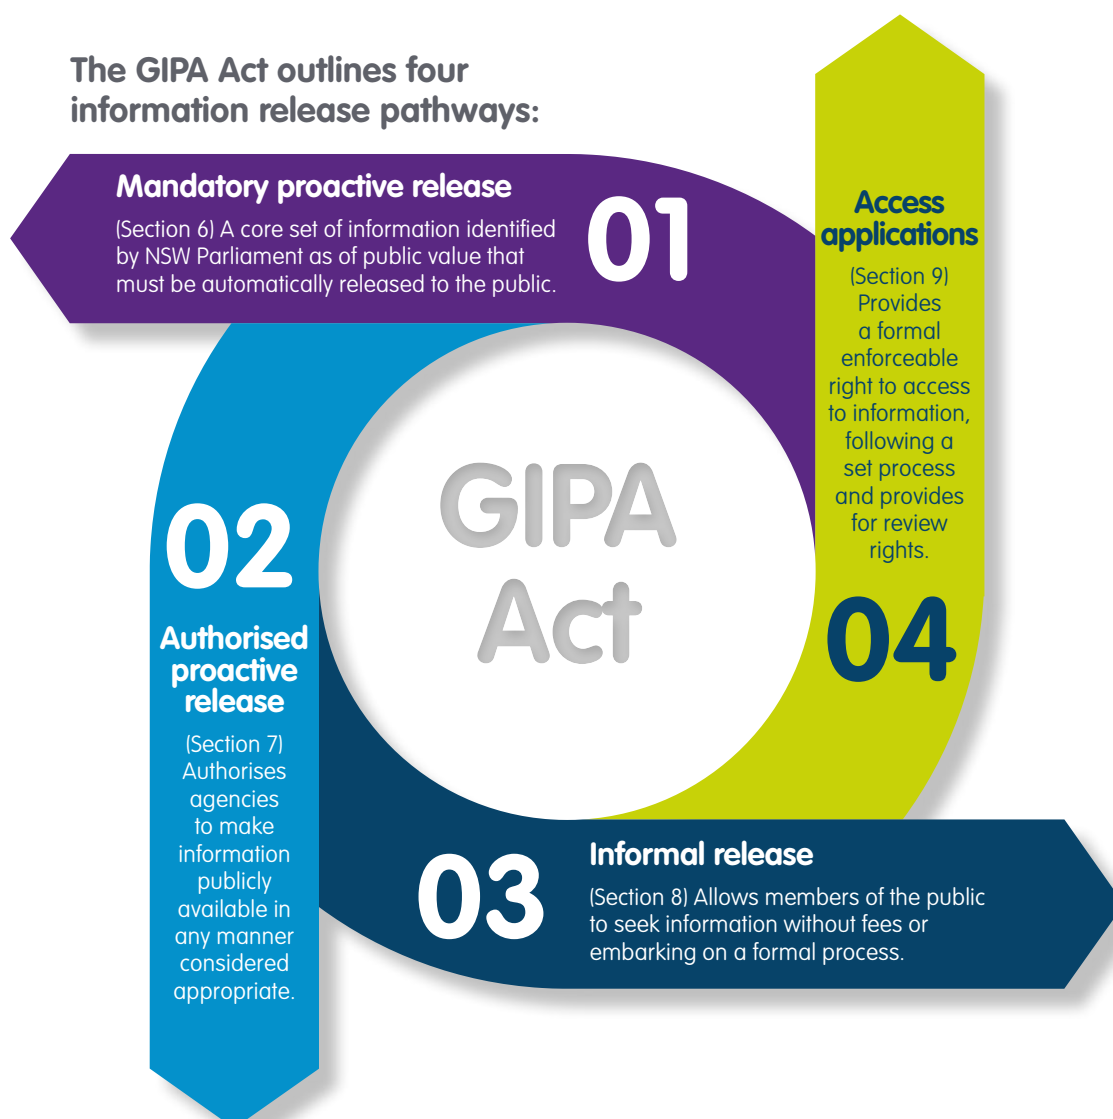 The GIPA Act outlines four
information release pathways:
Mandatory proactive release
(Section 6) A core set of information identified
by NSW Parliament as of public value that
must be automatically released to the public.
01
02
Authorised
proactive
release
(Section 7)
Authorises
agencies
to make
information
publicly
available in
any manner
considered
appropriate.
03
Informal release
(Section 8) Allows members of the public
to seek information without fees or
embarking on a formal process.
Access
applications
(Section 9)
Provides
a formal
enforceable
right to access
to information,
following a
set process
and provides
for review
rights.
04
GIPA
Act